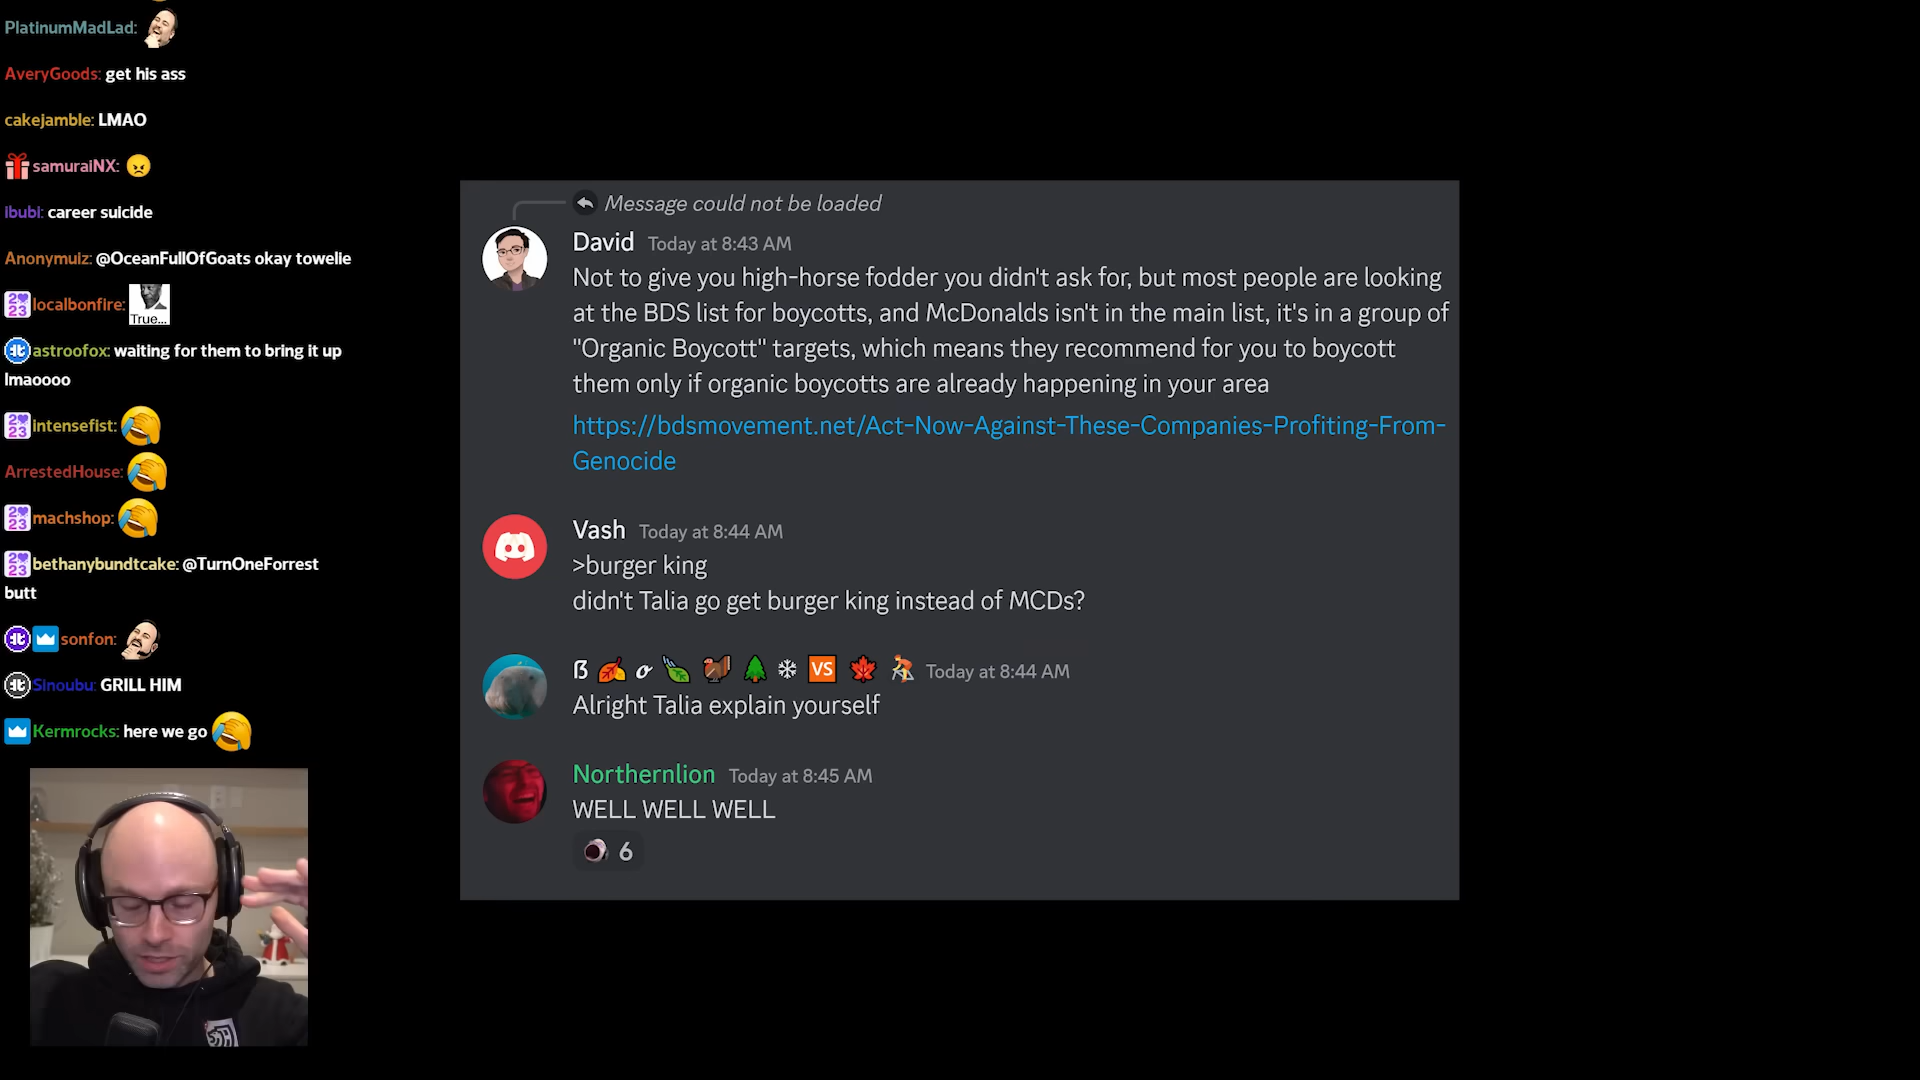 PlatinumMadLad:
AveryGoods: get his ass
cakejamble: LMAO
samuraiNX:
ibubi: career suicide
Anonymuiz: @OceanFullOfGoats okay towelie
localbonfire:
True...
astroofox: waiting for them to bring it up
lmaoooo
intensefist:
ArrestedHouse:
machshop:
bethanybundtcake: @TurnOneForrest
butt
sonfon:
Sinoubu: GRILL HIM
Kermrocks: here we go
Message could not be loaded
David Today at 8:43 AM
Not to give you high-horse fodder you didn't ask for, but most people are looking
at the BDS list for boycotts, and McDonalds isn't in the main list, it's in a group of
"Organic Boycott" targets, which means they recommend for you to boycott
them only if organic boycotts are already happening in your area
https://bdsmovement.net/Act-Now-Against-These-Companies-Profiting-From-
Genocide
Vash Today at 8:44 AM
>burger king
didn't Talia go get burger king instead of MCDs?
ß 🍂 ℴ 🍃 🦃 🌲 ❄ 🆚 🍁 🚴 Today at 8:44 AM
Alright Talia explain yourself
Northernlion Today at 8:45 AM
WELL WELL WELL
6